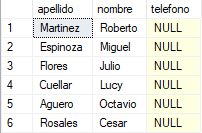 apellido nombre telefono
1 Martinez Roberto NULL
2 Espinoza Miguel NULL
3 Flores Julio NULL
4 Cuellar Lucy NULL
5 Aguero Octavio NULL
6 Rosales Cesar NULL